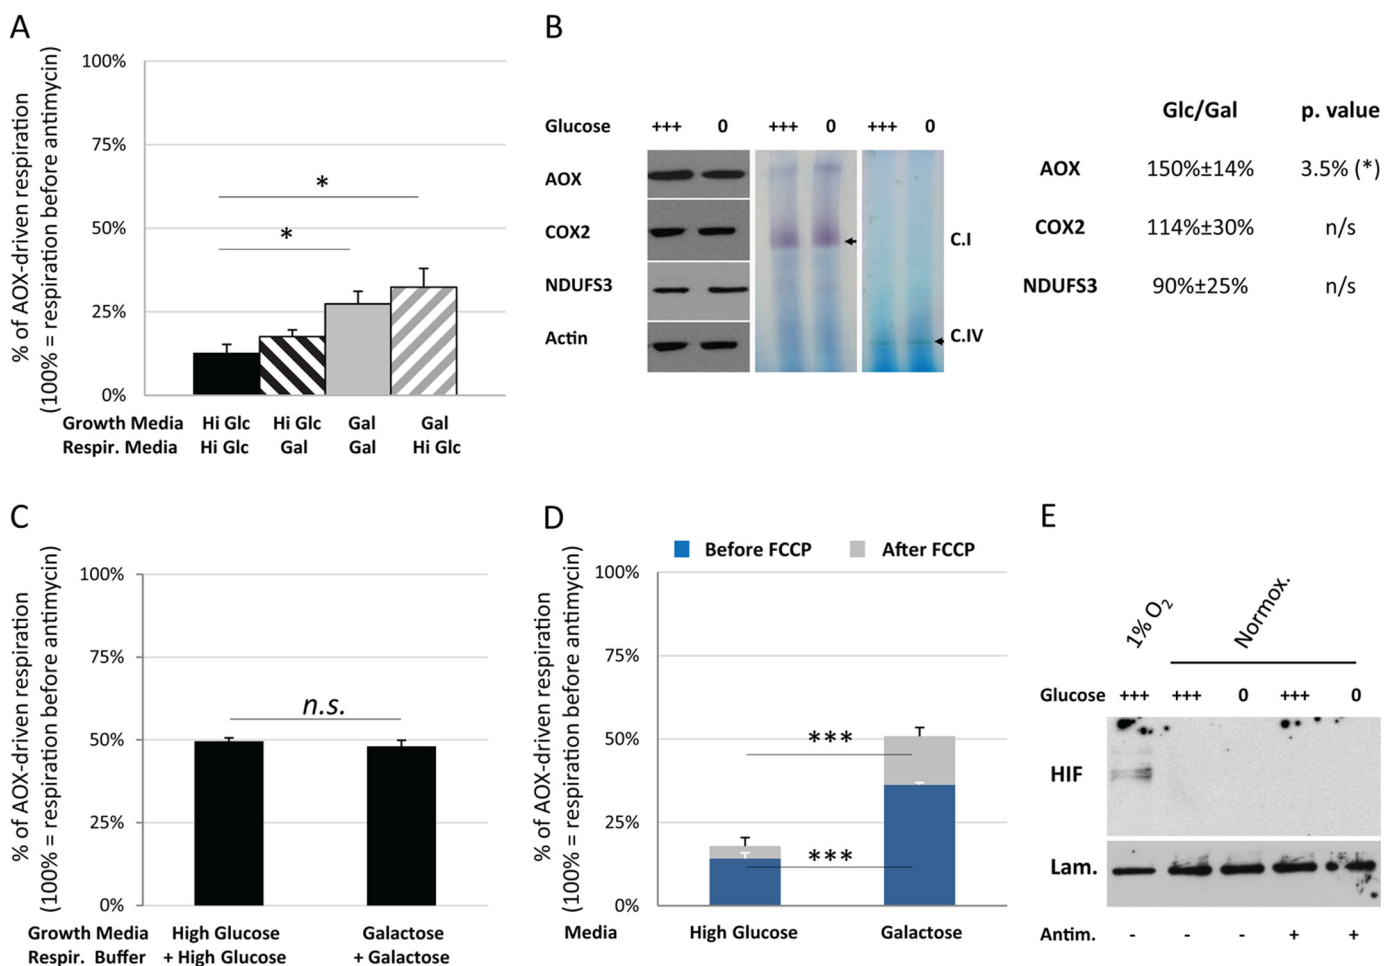 A
% of AOX-driven respiration
(100% = respiration before antimycin)
100%
75%
50%
25%
0%
*
*
Growth Media Hi Glc Hi Glc Gal Gal
Respir. Media Hi Glc Gal Gal Hi Glc
B
Glucose +++ 0 +++ 0 +++ 0
AOX
COX2
NDUFS3
Actin
C.I
C.IV
Glc/Gal p. value
AOX 150%±14% 3.5% (*)
COX2 114%±30% n/s
NDUFS3 90%±25% n/s
C
% of AOX-driven respiration
(100% = respiration before antimycin)
100%
75%
50%
25%
0%
n.s.
Growth Media High Glucose Galactose
Respir. Buffer + High Glucose + Galactose
D
Before FCCP After FCCP
% of AOX-driven respiration
(100% = respiration before antimycin)
100%
75%
50%
25%
0%
***
***
Media High Glucose Galactose
E
1% O₂
Normox.
Glucose +++ +++ 0 +++ 0
HIF
Lam.
Antim. - - - + +